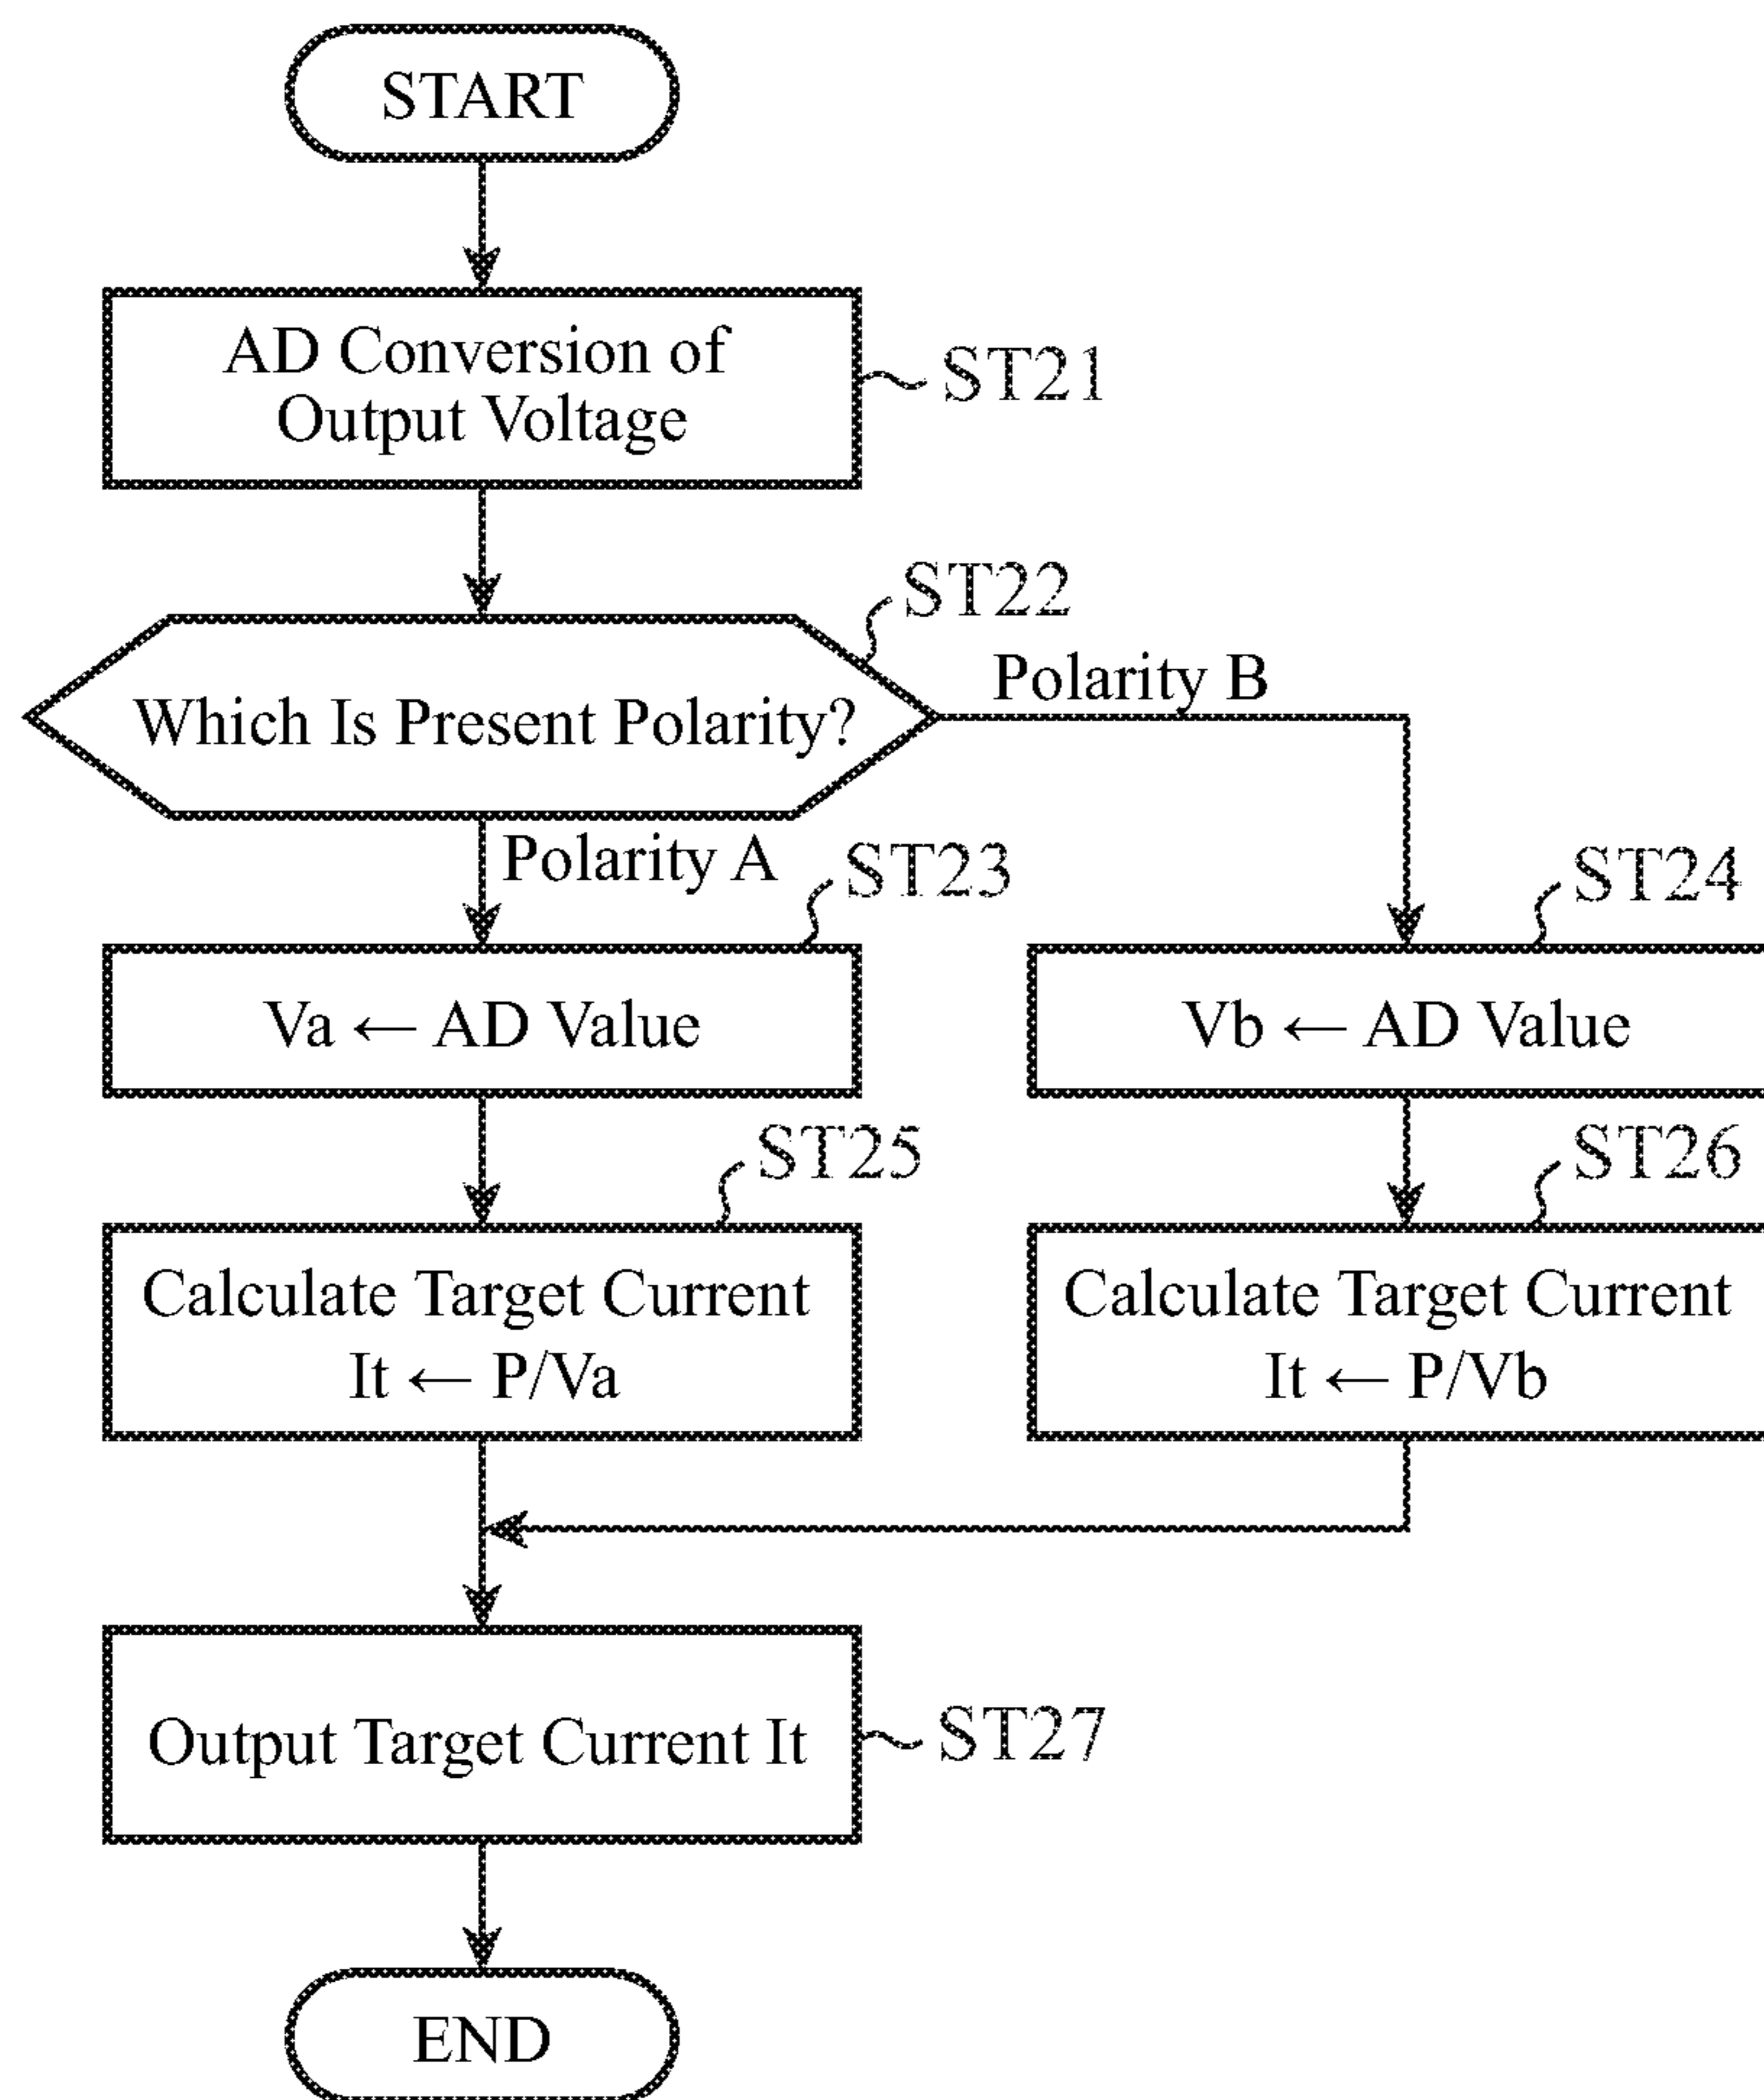 START
AD Conversion of
Output Voltage
ST21
ST22
Which Is Present Polarity?
Polarity B
Polarity A
ST23
ST24
Va ← AD Value
Vb ← AD Value
ST25
ST26
Calculate Target Current
It ← P/Va
Calculate Target Current
It ← P/Vb
Output Target Current It
ST27
END